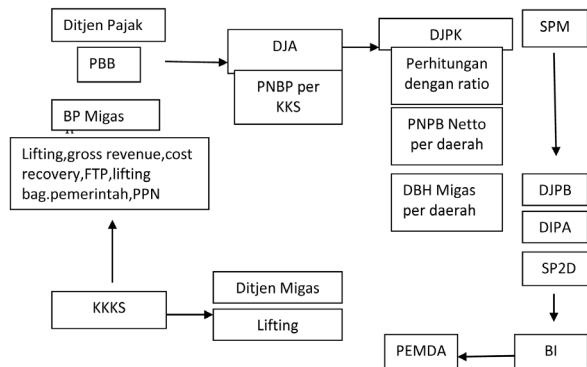 Ditjen Pajak
PBB
BP Migas
Lifting,gross revenue,cost
recovery,FTP,lifting
bag.pemerintah,PPN
KKKS
Ditjen Migas
Lifting
DJA
PNBP per
KKS
DJPK
Perhitungan
dengan ratio
PNPB Netto
per daerah
DBH Migas
per daerah
SPM
DJPB
DIPA
SP2D
BI
PEMDA